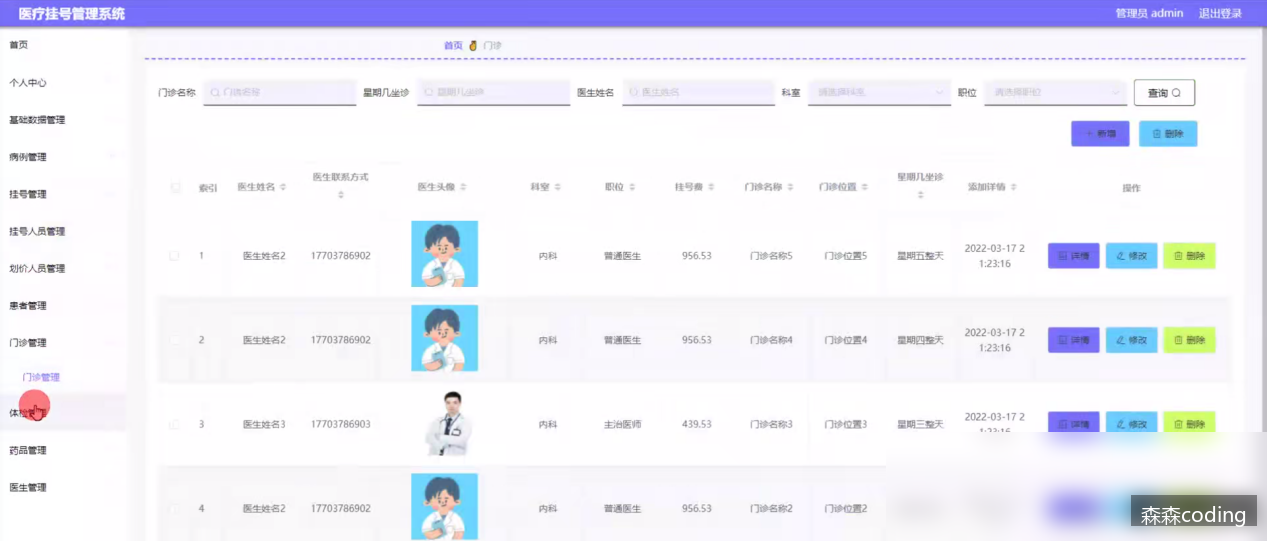 医疗挂号管理系统
管理员 admin 退出登录
首页
个人中心
基础数据管理
病例管理
挂号管理
挂号人员管理
划价人员管理
患者管理
门诊管理
门诊管理
药品管理
医生管理
首页 门诊
门诊名称 门诊名称 星期几坐诊 星期几坐诊 医生姓名 医生姓名 科室 请选择科室 职位 请选择职位 查询
新增 删除
索引 医生姓名 医生联系方式 医生头像 科室 职位 挂号费 门诊名称 门诊位置 星期几坐诊 添加详情 操作
1 医生姓名2 17703786902 内科 普通医生 956.53 门诊名称5 门诊位置5 星期五整天 2022-03-17 2
1:23:16 详情 修改 删除
2 医生姓名2 17703786902 内科 普通医生 956.53 门诊名称4 门诊位置4 星期四整天 2022-03-17 2
1:23:16 详情 修改 删除
3 医生姓名3 17703786903 内科 主治医师 439.53 门诊名称3 门诊位置3 星期三整天 2022-03-17 2
1:23:16 详情 修改 删除
4 医生姓名2 17703786902 内科 普通医生 956.53 门诊名称2 门诊位置2
森森coding